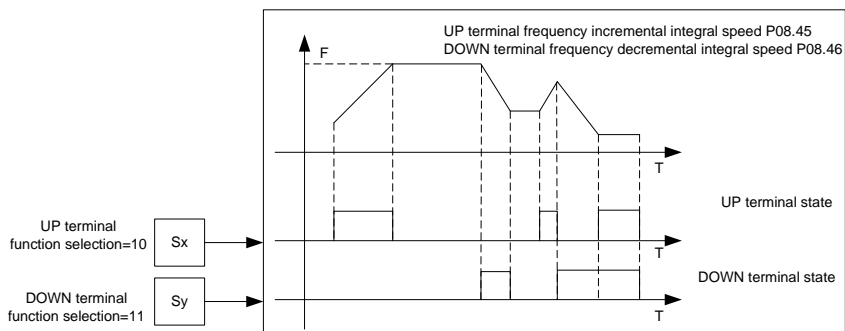 UP terminal frequency incremental integral speed P08.45
DOWN terminal frequency decremental integral speed P08.46
F
T
UP terminal state
UP terminal
function selection=10
Sx
T
DOWN terminal state
DOWN terminal
function selection=11
Sy
T